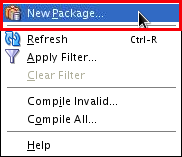 New Package...
Refresh Ctrl-R
Apply Filter...
Clear Filter
Compile Invalid...
Compile All...
Help